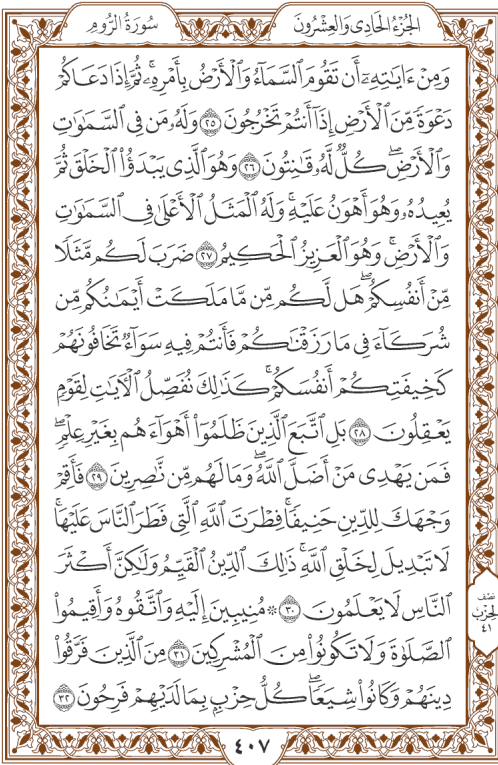 الجُزْءُ الحَادِي وَالعِشْرُونَ
سُورَةُ الرُّومِ
وَمِنْ ءَايَٰتِهِۦٓ أَن تَقُومَ ٱلسَّمَآءُ وَٱلْأَرْضُ بِأَمْرِهِۦۚ ثُمَّ إِذَا دَعَاكُمْ
دَعْوَةً مِّنَ ٱلْأَرْضِ إِذَآ أَنتُمْ تَخْرُجُونَ ٢٥ وَلَهُۥ مَن فِي ٱلسَّمَٰوَٰتِ
وَٱلْأَرْضِۖ كُلٌّ لَّهُۥ قَٰنِتُونَ ٢٦ وَهُوَ ٱلَّذِي يَبْدَؤُا۟ ٱلْخَلْقَ ثُمَّ
يُعِيدُهُۥ وَهُوَ أَهْوَنُ عَلَيْهِۚ وَلَهُ ٱلْمَثَلُ ٱلْأَعْلَىٰ فِي ٱلسَّمَٰوَٰتِ
وَٱلْأَرْضِۚ وَهُوَ ٱلْعَزِيزُ ٱلْحَكِيمُ ٢٧ ضَرَبَ لَكُم مَّثَلًا
مِّنْ أَنفُسِكُمْۖ هَل لَّكُم مِّن مَّا مَلَكَتْ أَيْمَٰنُكُم مِّن
شُرَكَآءَ فِي مَا رَزَقْنَٰكُمْ فَأَنتُمْ فِيهِ سَوَآءٌ تَخَافُونَهُمْ
كَخِيفَتِكُمْ أَنفُسَكُمْۚ كَذَٰلِكَ نُفَصِّلُ ٱلْءَايَٰتِ لِقَوْمٍ
يَعْقِلُونَ ٢٨ بَلِ ٱتَّبَعَ ٱلَّذِينَ ظَلَمُوٓا۟ أَهْوَآءَهُم بِغَيْرِ عِلْمٍۖ
فَمَن يَهْدِي مَنْ أَضَلَّ ٱللَّهُۖ وَمَا لَهُم مِّن نَّٰصِرِينَ ٢٩ فَأَقِمْ
وَجْهَكَ لِلدِّينِ حَنِيفًاۚ فِطْرَتَ ٱللَّهِ ٱلَّتِي فَطَرَ ٱلنَّاسَ عَلَيْهَاۚ
لَا تَبْدِيلَ لِخَلْقِ ٱللَّهِۚ ذَٰلِكَ ٱلدِّينُ ٱلْقَيِّمُ وَلَٰكِنَّ أَكْثَرَ
ٱلنَّاسِ لَا يَعْلَمُونَ ٣٠ ۞ مُنِيبِينَ إِلَيْهِ وَٱتَّقُوهُ وَأَقِيمُوا۟
ٱلصَّلَوٰةَ وَلَا تَكُونُوا۟ مِنَ ٱلْمُشْرِكِينَ ٣١ مِنَ ٱلَّذِينَ فَرَّقُوا۟
دِينَهُمْ وَكَانُوا۟ شِيَعًاۖ كُلُّ حِزْبٍۭ بِمَا لَدَيْهِمْ فَرِحُونَ ٣٢
نصف
الحزب
٤١
٤٠٧